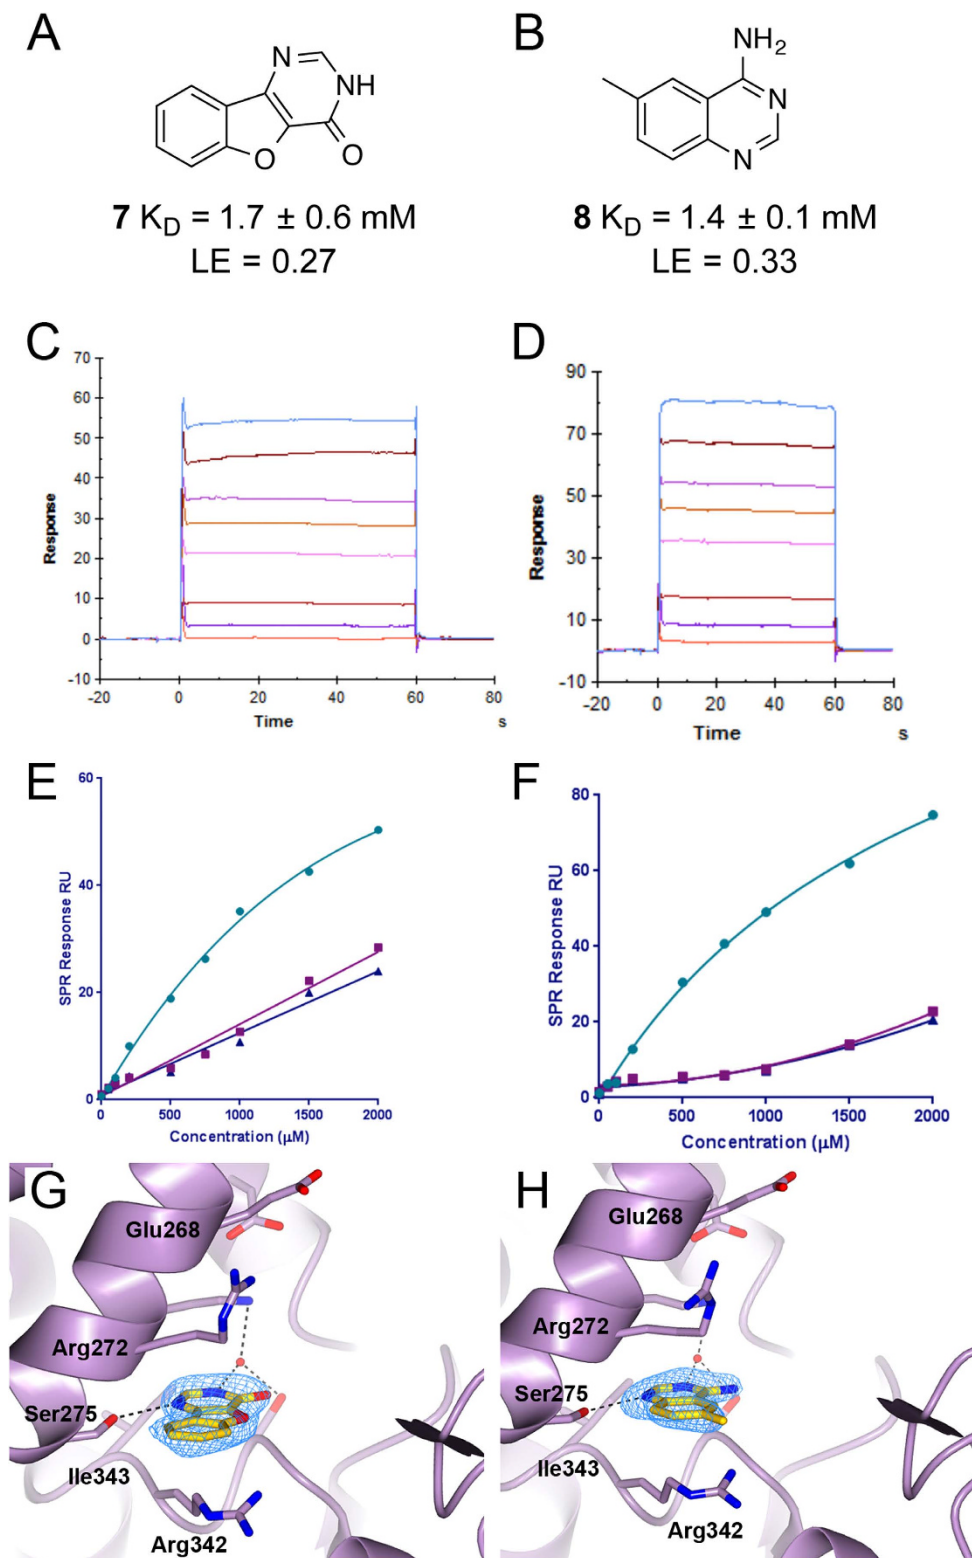 A
B
N
NH
O
O
NH2
N
N
7 KD = 1.7 ± 0.6 mM
LE = 0.27
8 KD = 1.4 ± 0.1 mM
LE = 0.33
C
70
60
50
40
30
20
10
0
-10
Response
-20 0 20 40 60 80
Time s
D
90
70
50
30
10
-10
Response
-20 0 20 40 60 80
Time s
E
60
40
20
0
SPR Response RU
0 500 1000 1500 2000
Concentration (µM)
F
80
60
40
20
0
SPR Response RU
0 500 1000 1500 2000
Concentration (µM)
G
Glu268
Arg272
Ser275
Ile343
Arg342
H
Glu268
Arg272
Ser275
Ile343
Arg342